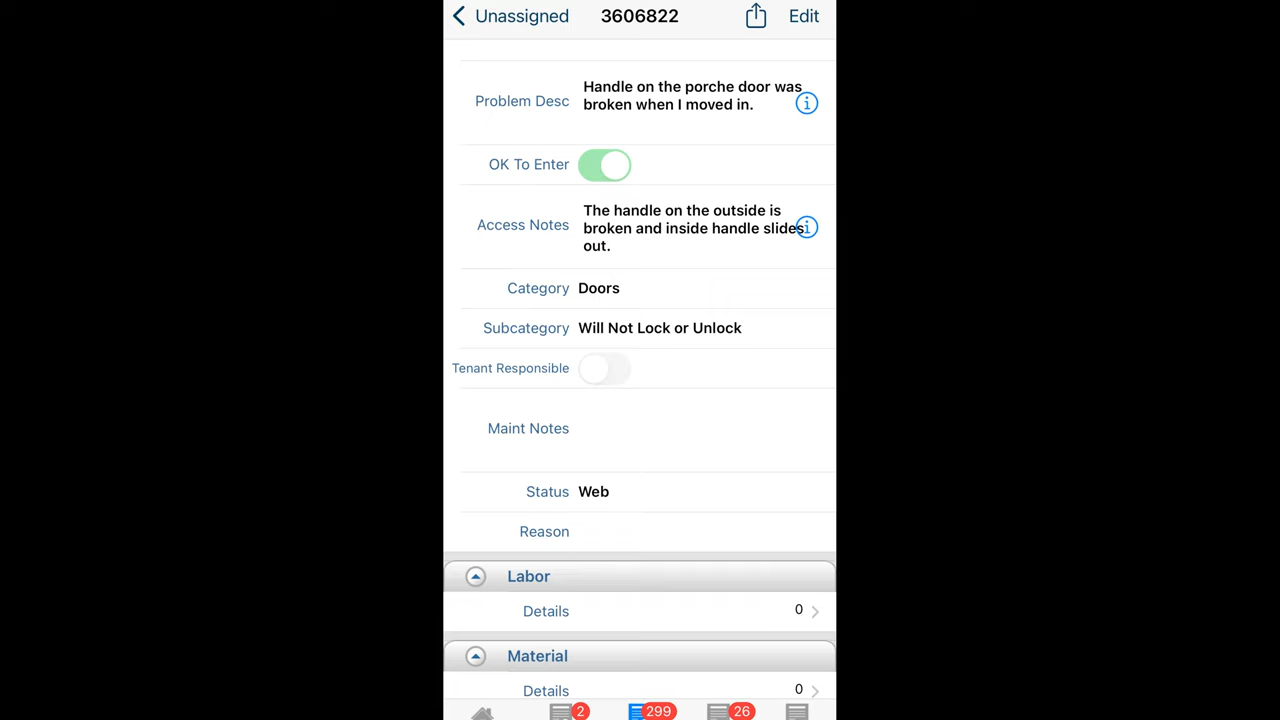 Unassigned 3606822 Edit
Problem Desc
Handle on the porche door was
broken when I moved in.
OK To Enter
Access Notes
The handle on the outside is
broken and inside handle slides
out.
Category Doors
Subcategory Will Not Lock or Unlock
Tenant Responsible
Maint Notes
Status Web
Reason
Labor
Details 0
Material
Details 0
2 299 26